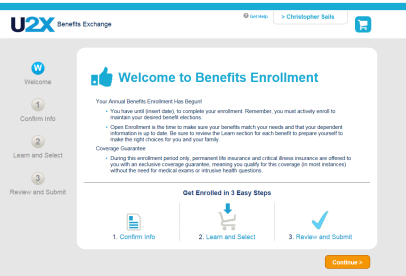 U2X Benefits Exchange
Get Help
> Christopher Sails
W
Welcome
1
Confirm Info
2
Learn and Select
3
Review and Submit
Welcome to Benefits Enrollment
Your Annual Benefits Enrollment Has Begun!
• You have until (insert date), to complete your enrollment. Remember, you must actively enroll to
maintain your desired benefit elections.
• Open Enrollment is the time to make sure your benefits match your needs and that your dependent
information is up to date. Be sure to review the Learn section for each benefit to prepare yourself to
make the right choices for you and your family.
Coverage Guarantee
• During this enrollment period only, permanent life insurance and critical illness insurance are offered to
you with an exclusive coverage guarantee, meaning you qualify for this coverage (in most instances)
without the need for medical exams or intrusive health questions.
Get Enrolled in 3 Easy Steps
1. Confirm Info
2. Learn and Select
3. Review and Submit
Continue >